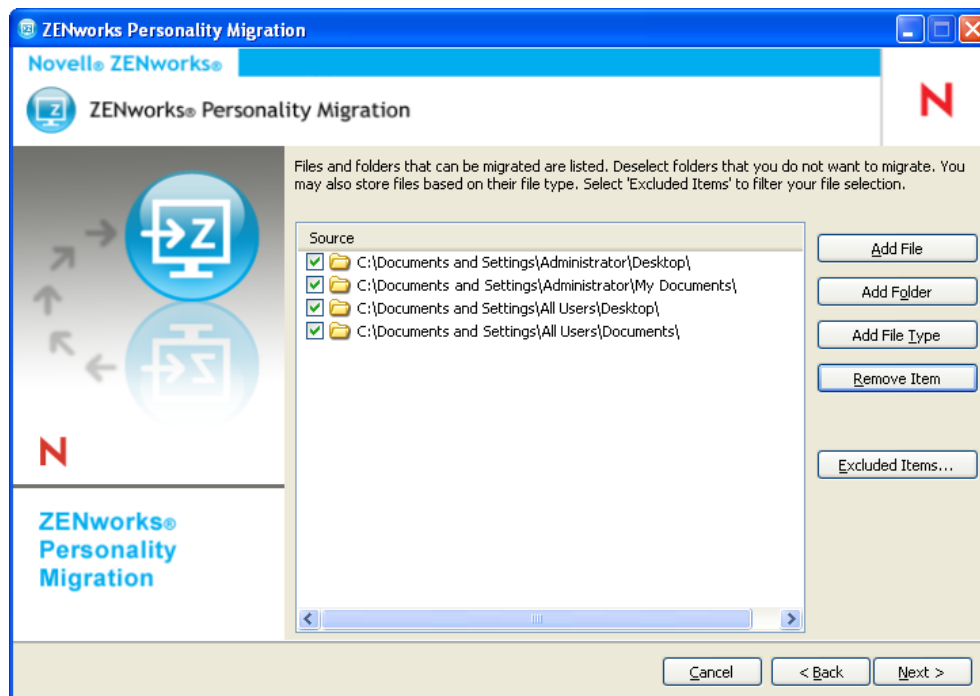 ZENworks Personality Migration
Novell® ZENworks®
ZENworks® Personality Migration
N
Files and folders that can be migrated are listed. Deselect folders that you do not want to migrate. You
may also store files based on their file type. Select 'Excluded Items' to filter your file selection.
Z
Source
C:\Documents and Settings\Administrator\Desktop\
C:\Documents and Settings\Administrator\My Documents\
C:\Documents and Settings\All Users\Desktop\
C:\Documents and Settings\All Users\Documents\
Add File
Add Folder
Add File Type
Remove Item
Excluded Items...
N
ZENworks®
Personality
Migration
Cancel
< Back
Next >